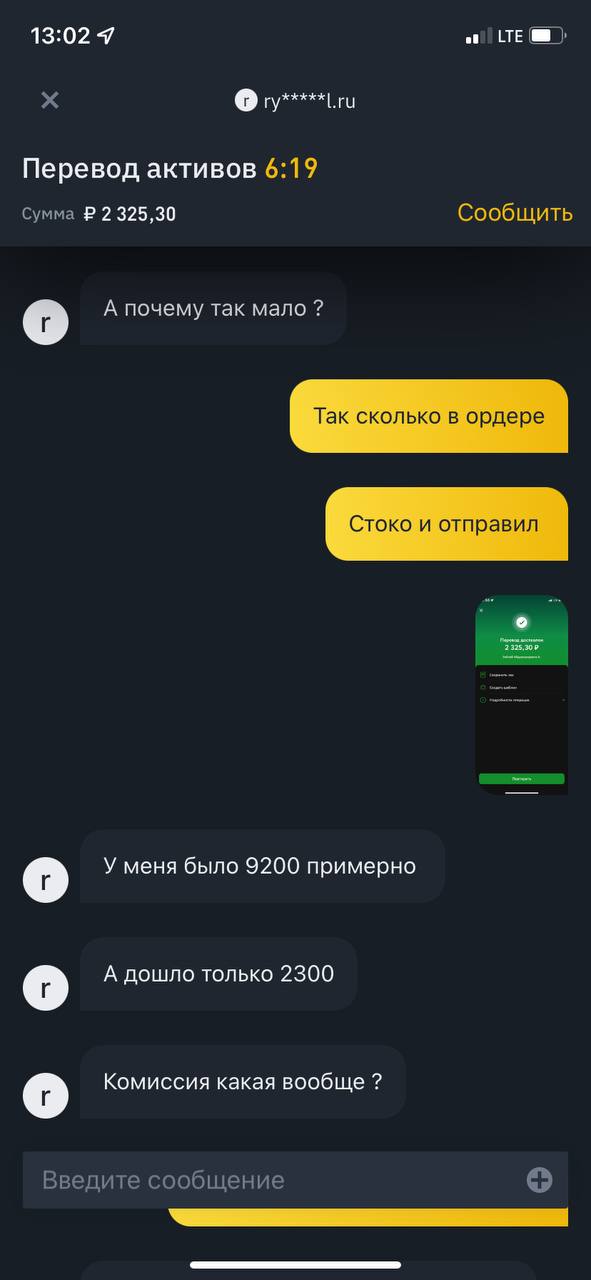 13:02
LTE
r ry*****l.ru
Перевод активов 6:19
Сумма ₽ 2 325,30
Сообщить
А почему так мало ?
r
Так сколько в ордере
Стоко и отправил
Перевод доставлен
2 325,30 ₽
Сохранить чек
Создать шаблон
Подробности операции
Повторить
У меня было 9200 примерно
r
А дошло только 2300
r
Комиссия какая вообще ?
r
Введите сообщение